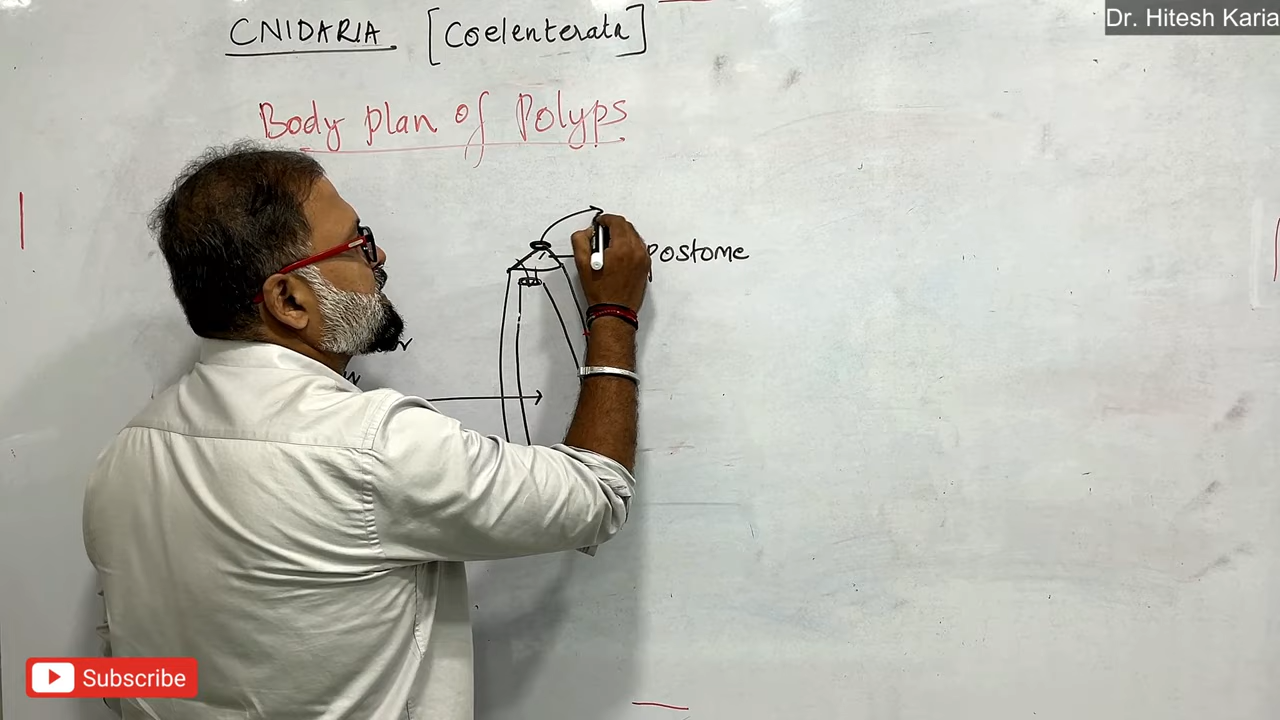 Dr. Hitesh Karia
CNIDARIA [Coelenterata]
Body plan of Polyps
postome
Subscribe